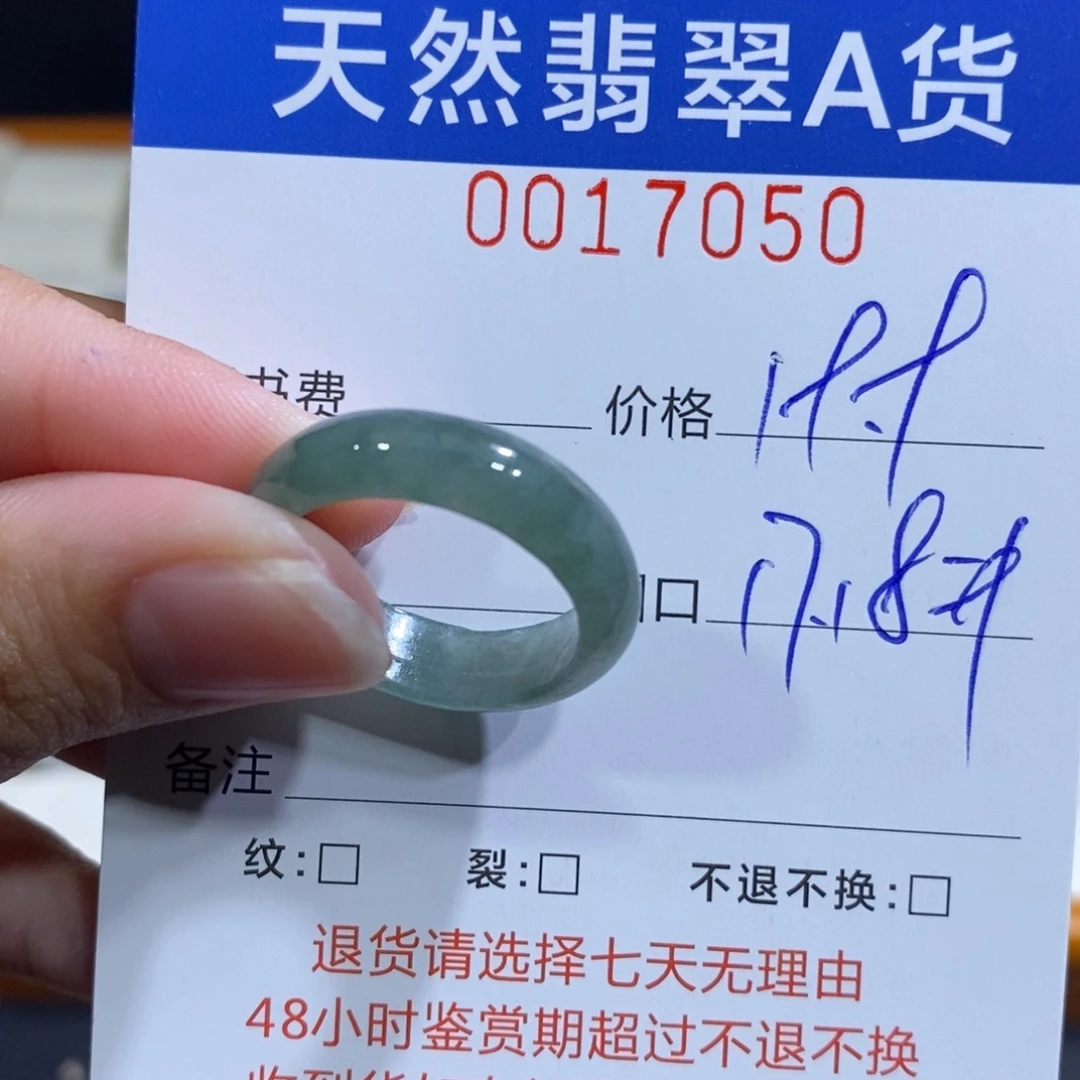 天然翡翠A货
0017050
书费
价格
口
17.18
备注
纹:□ 裂:□ 不退不换:□
退货请选择七天无理由
48小时鉴赏期超过不退不换